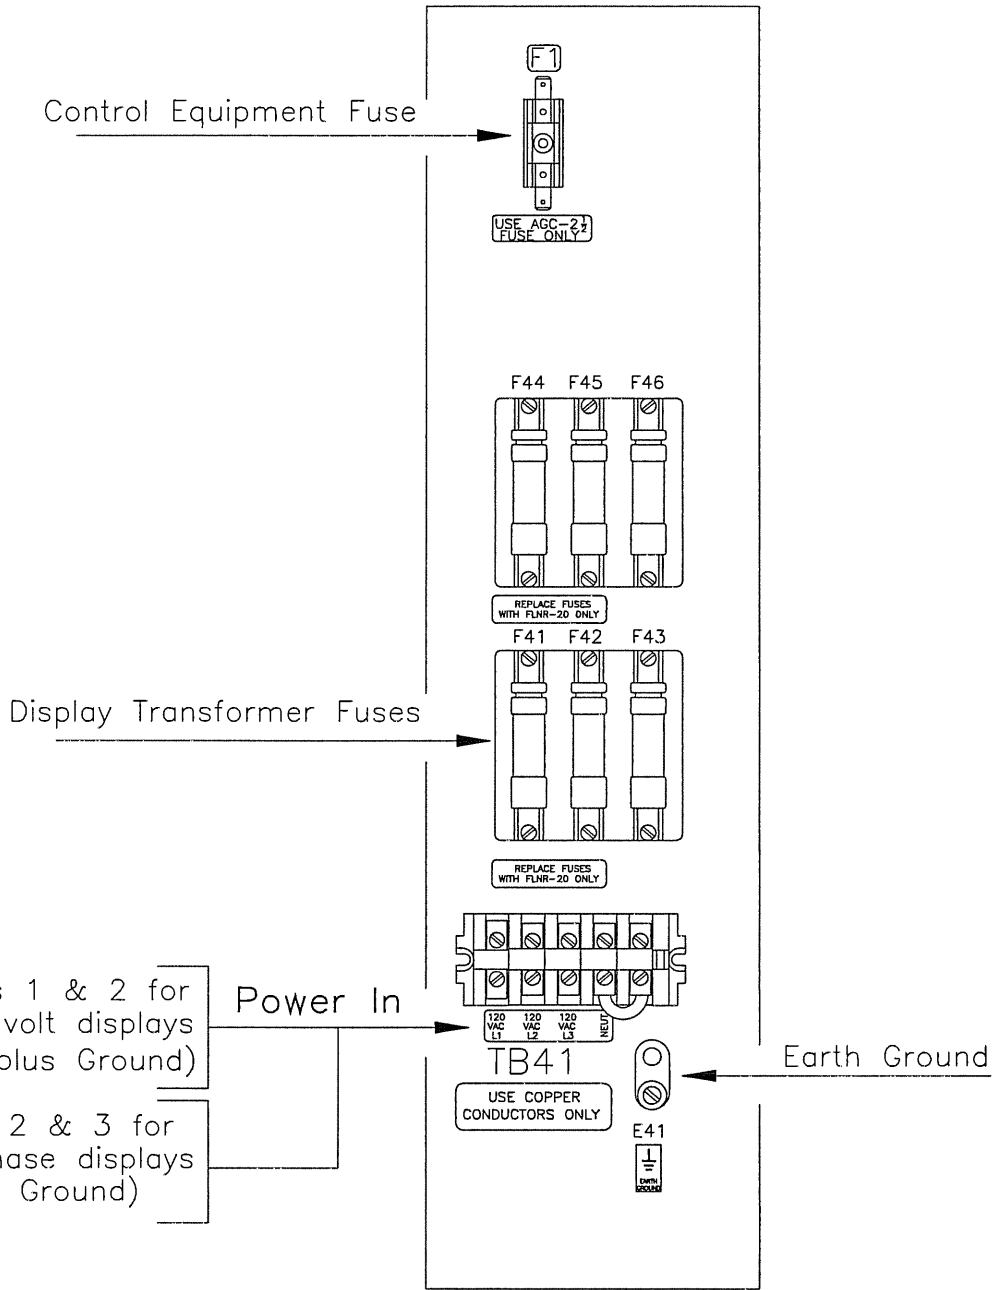 F1
Control Equipment Fuse
USE AGC-2½
FUSE ONLY
F44 F45 F46
REPLACE FUSES
WITH FLNR-20 ONLY
F41 F42 F43
Display Transformer Fuses
REPLACE FUSES
WITH FLNR-20 ONLY
s 1 & 2 for
volt displays
plus Ground)
Power In
120 VAC L1
120 VAC L2
120 VAC L3
NEUT
TB41
Earth Ground
USE COPPER
CONDUCTORS ONLY
2 & 3 for
hase displays
Ground)
E41
EARTH
GROUND